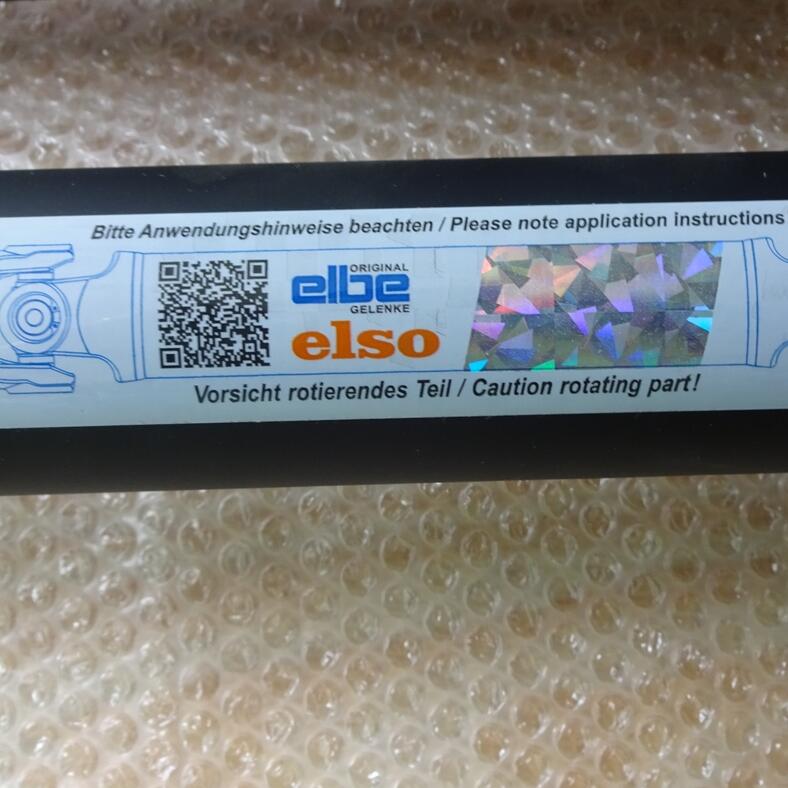 Bitte Anwendungshinweise beachten / Please note application instructions
ORIGINAL
elbe
GELENKE
elso
Vorsicht rotierendes Teil / Caution rotating part!